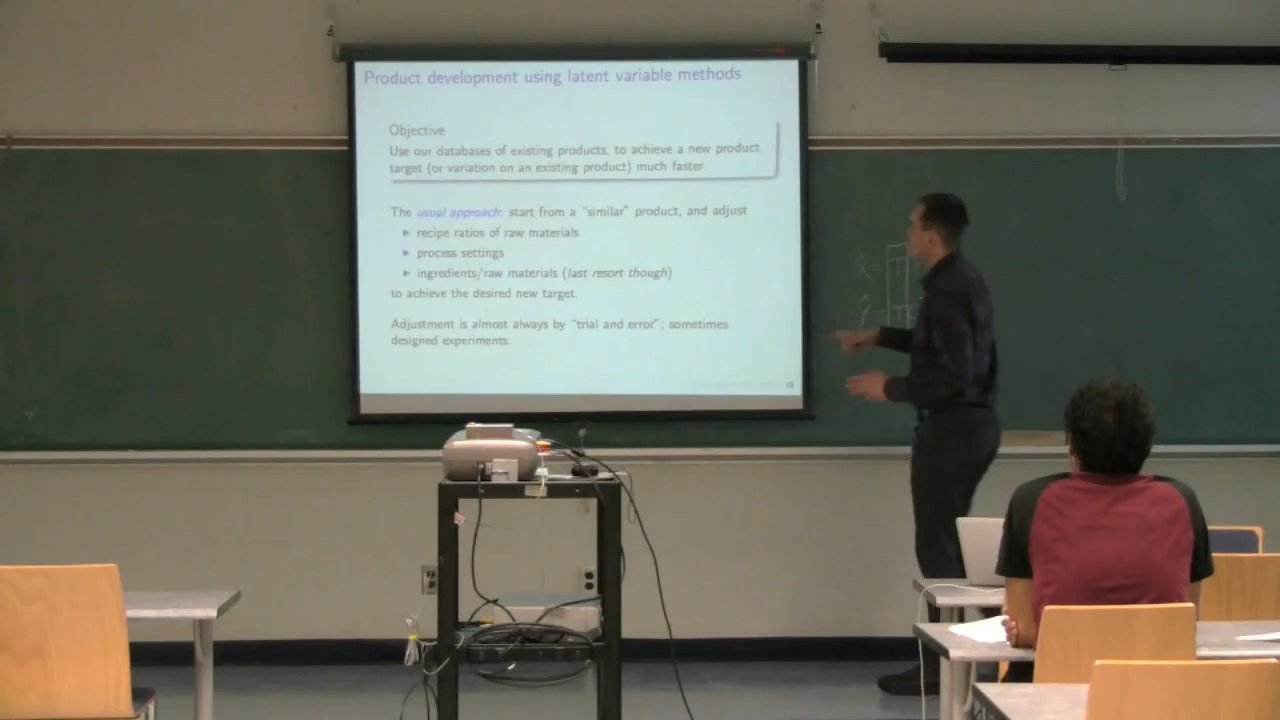 Product development using latent variable methods
Objective
Use our databases of existing products, to achieve a new product
target (or variation on an existing product) much faster.
The usual approach: start from a "similar" product, and adjust
► recipe ratios of raw materials
► process settings
► ingredients/raw materials (last resort though)
to achieve the desired new target.
Adjustment is almost always by "trial and error"; sometimes
designed experiments.